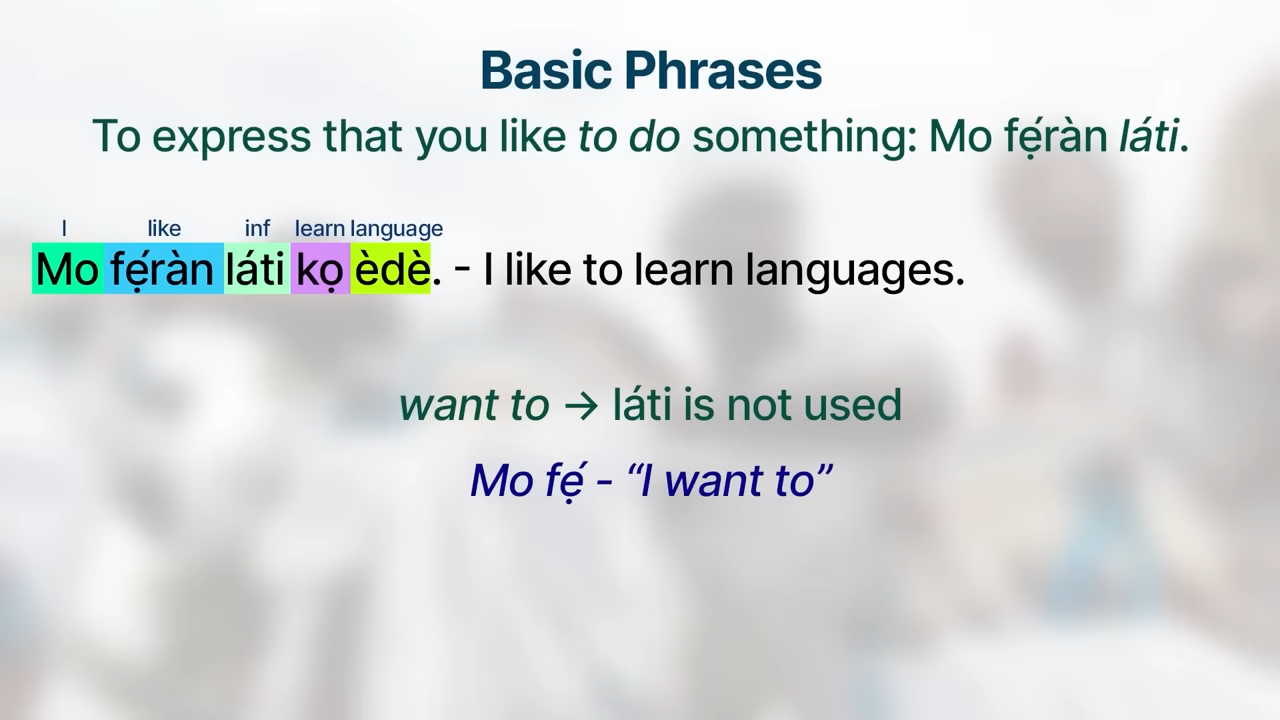 Basic Phrases
To express that you like to do something: Mo fẹ́ràn láti.
I like inf learn language
Mo fẹ́ràn láti kọ èdè. - I like to learn languages.
want to → láti is not used
Mo fẹ́ - “I want to”